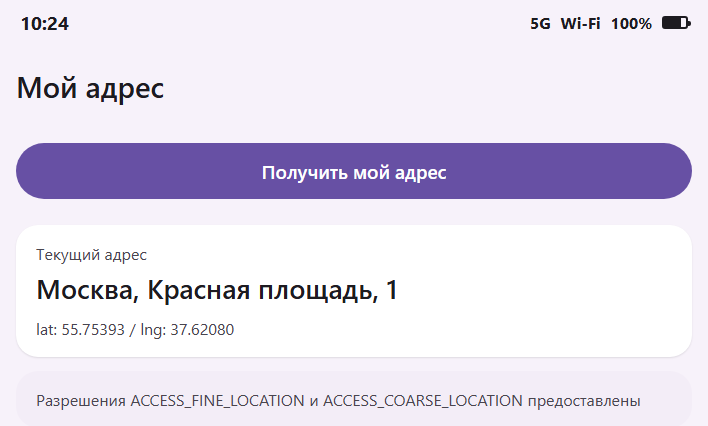 10:24
5G Wi-Fi 100%
Мой адрес
Получить мой адрес
Текущий адрес
Москва, Красная площадь, 1
lat: 55.75393 / lng: 37.62080
Разрешения ACCESS_FINE_LOCATION и ACCESS_COARSE_LOCATION предоставлены